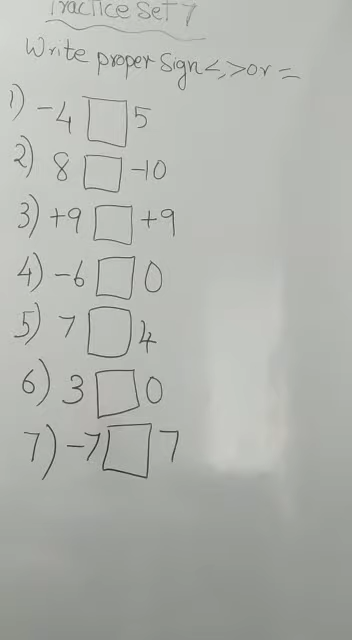 Practice Set 7
Write proper Sign <, > or =
1) -4 □ 5
2) 8 □ -10
3) +9 □ +9
4) -6 □ 0
5) 7 □ 4
6) 3 □ 0
7) -7 □ 7